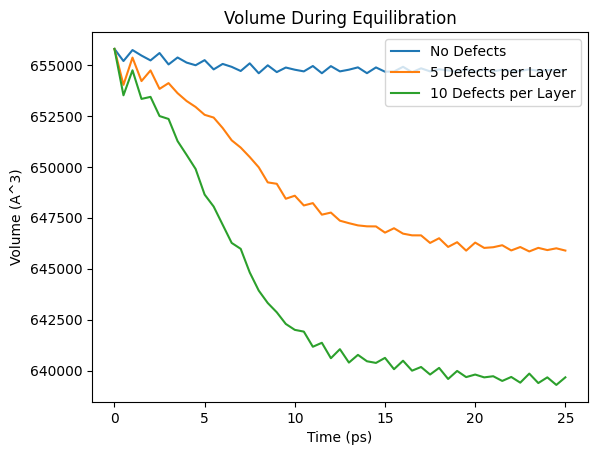 Volume During Equilibration
No Defects
5 Defects per Layer
10 Defects per Layer
655000
652500
650000
647500
645000
642500
640000
Volume (A^3)
0
5
10
15
20
25
Time (ps)